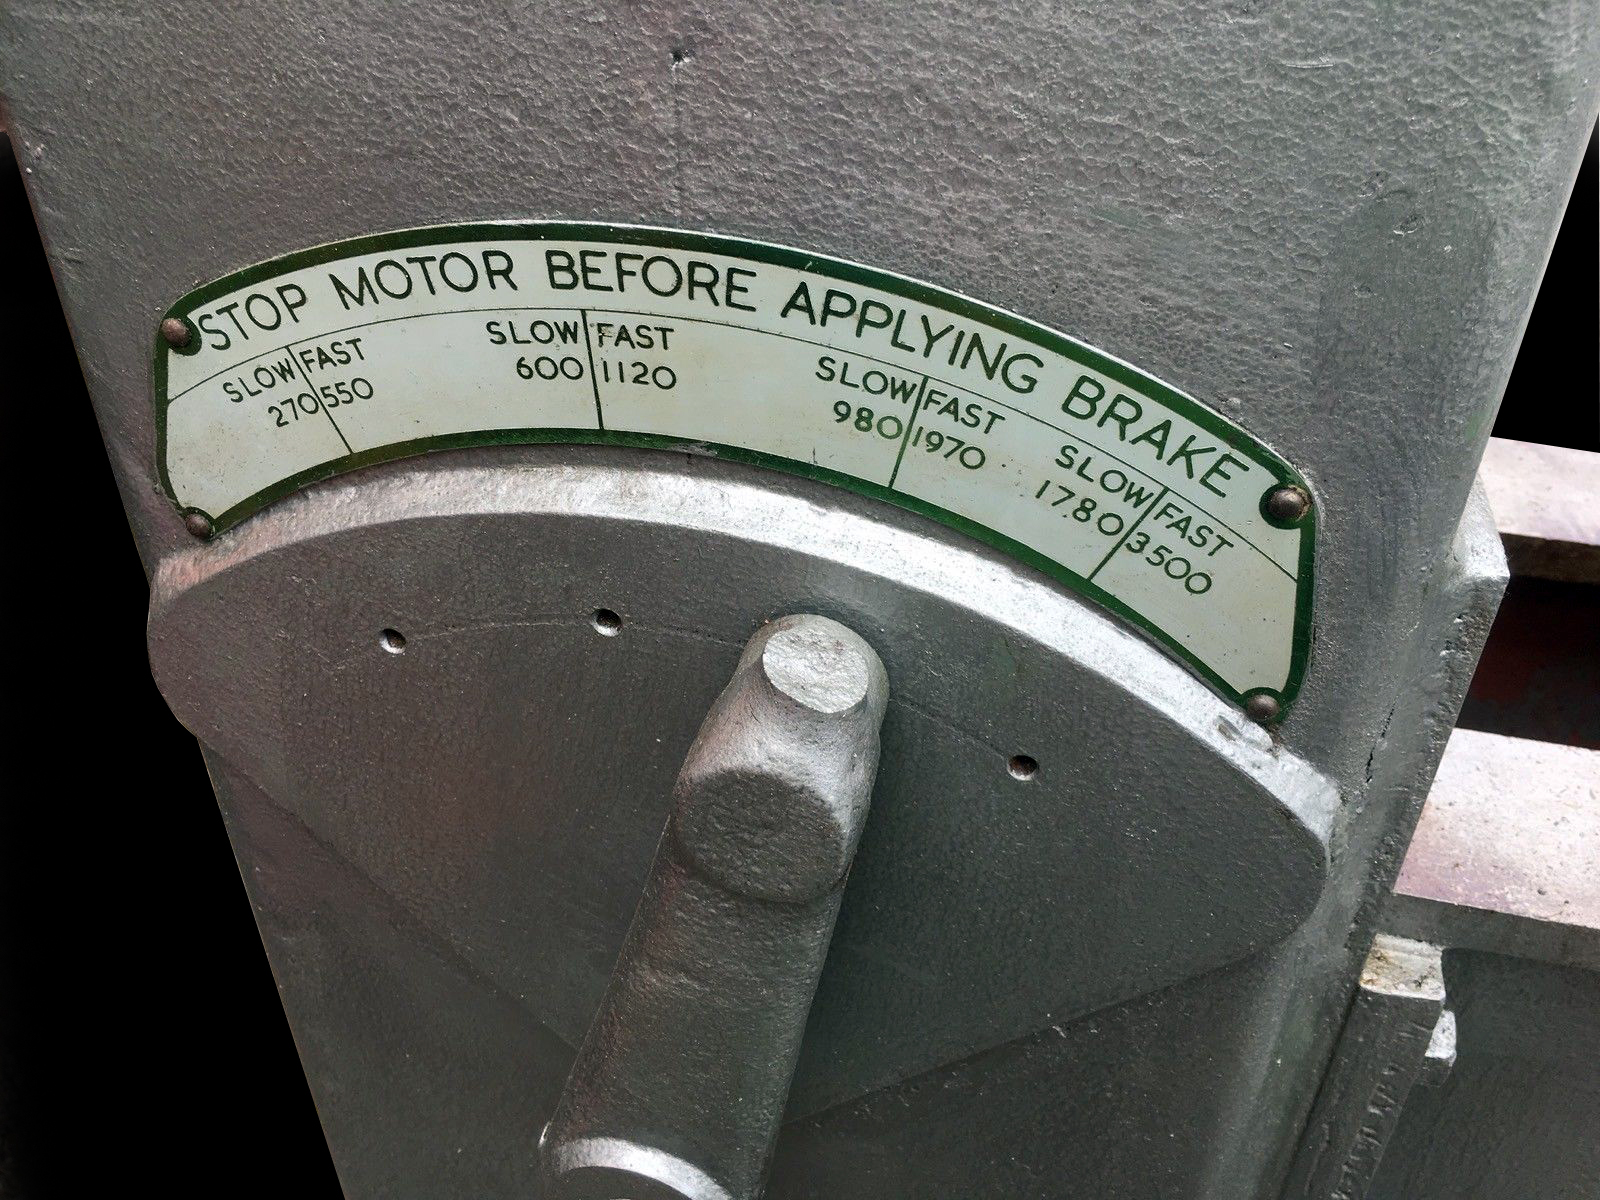 STOP MOTOR BEFORE APPLYING BRAKE
SLOW FAST SLOW FAST SLOW FAST SLOW FAST
270 550 600 1120 980 1970 1780 3500